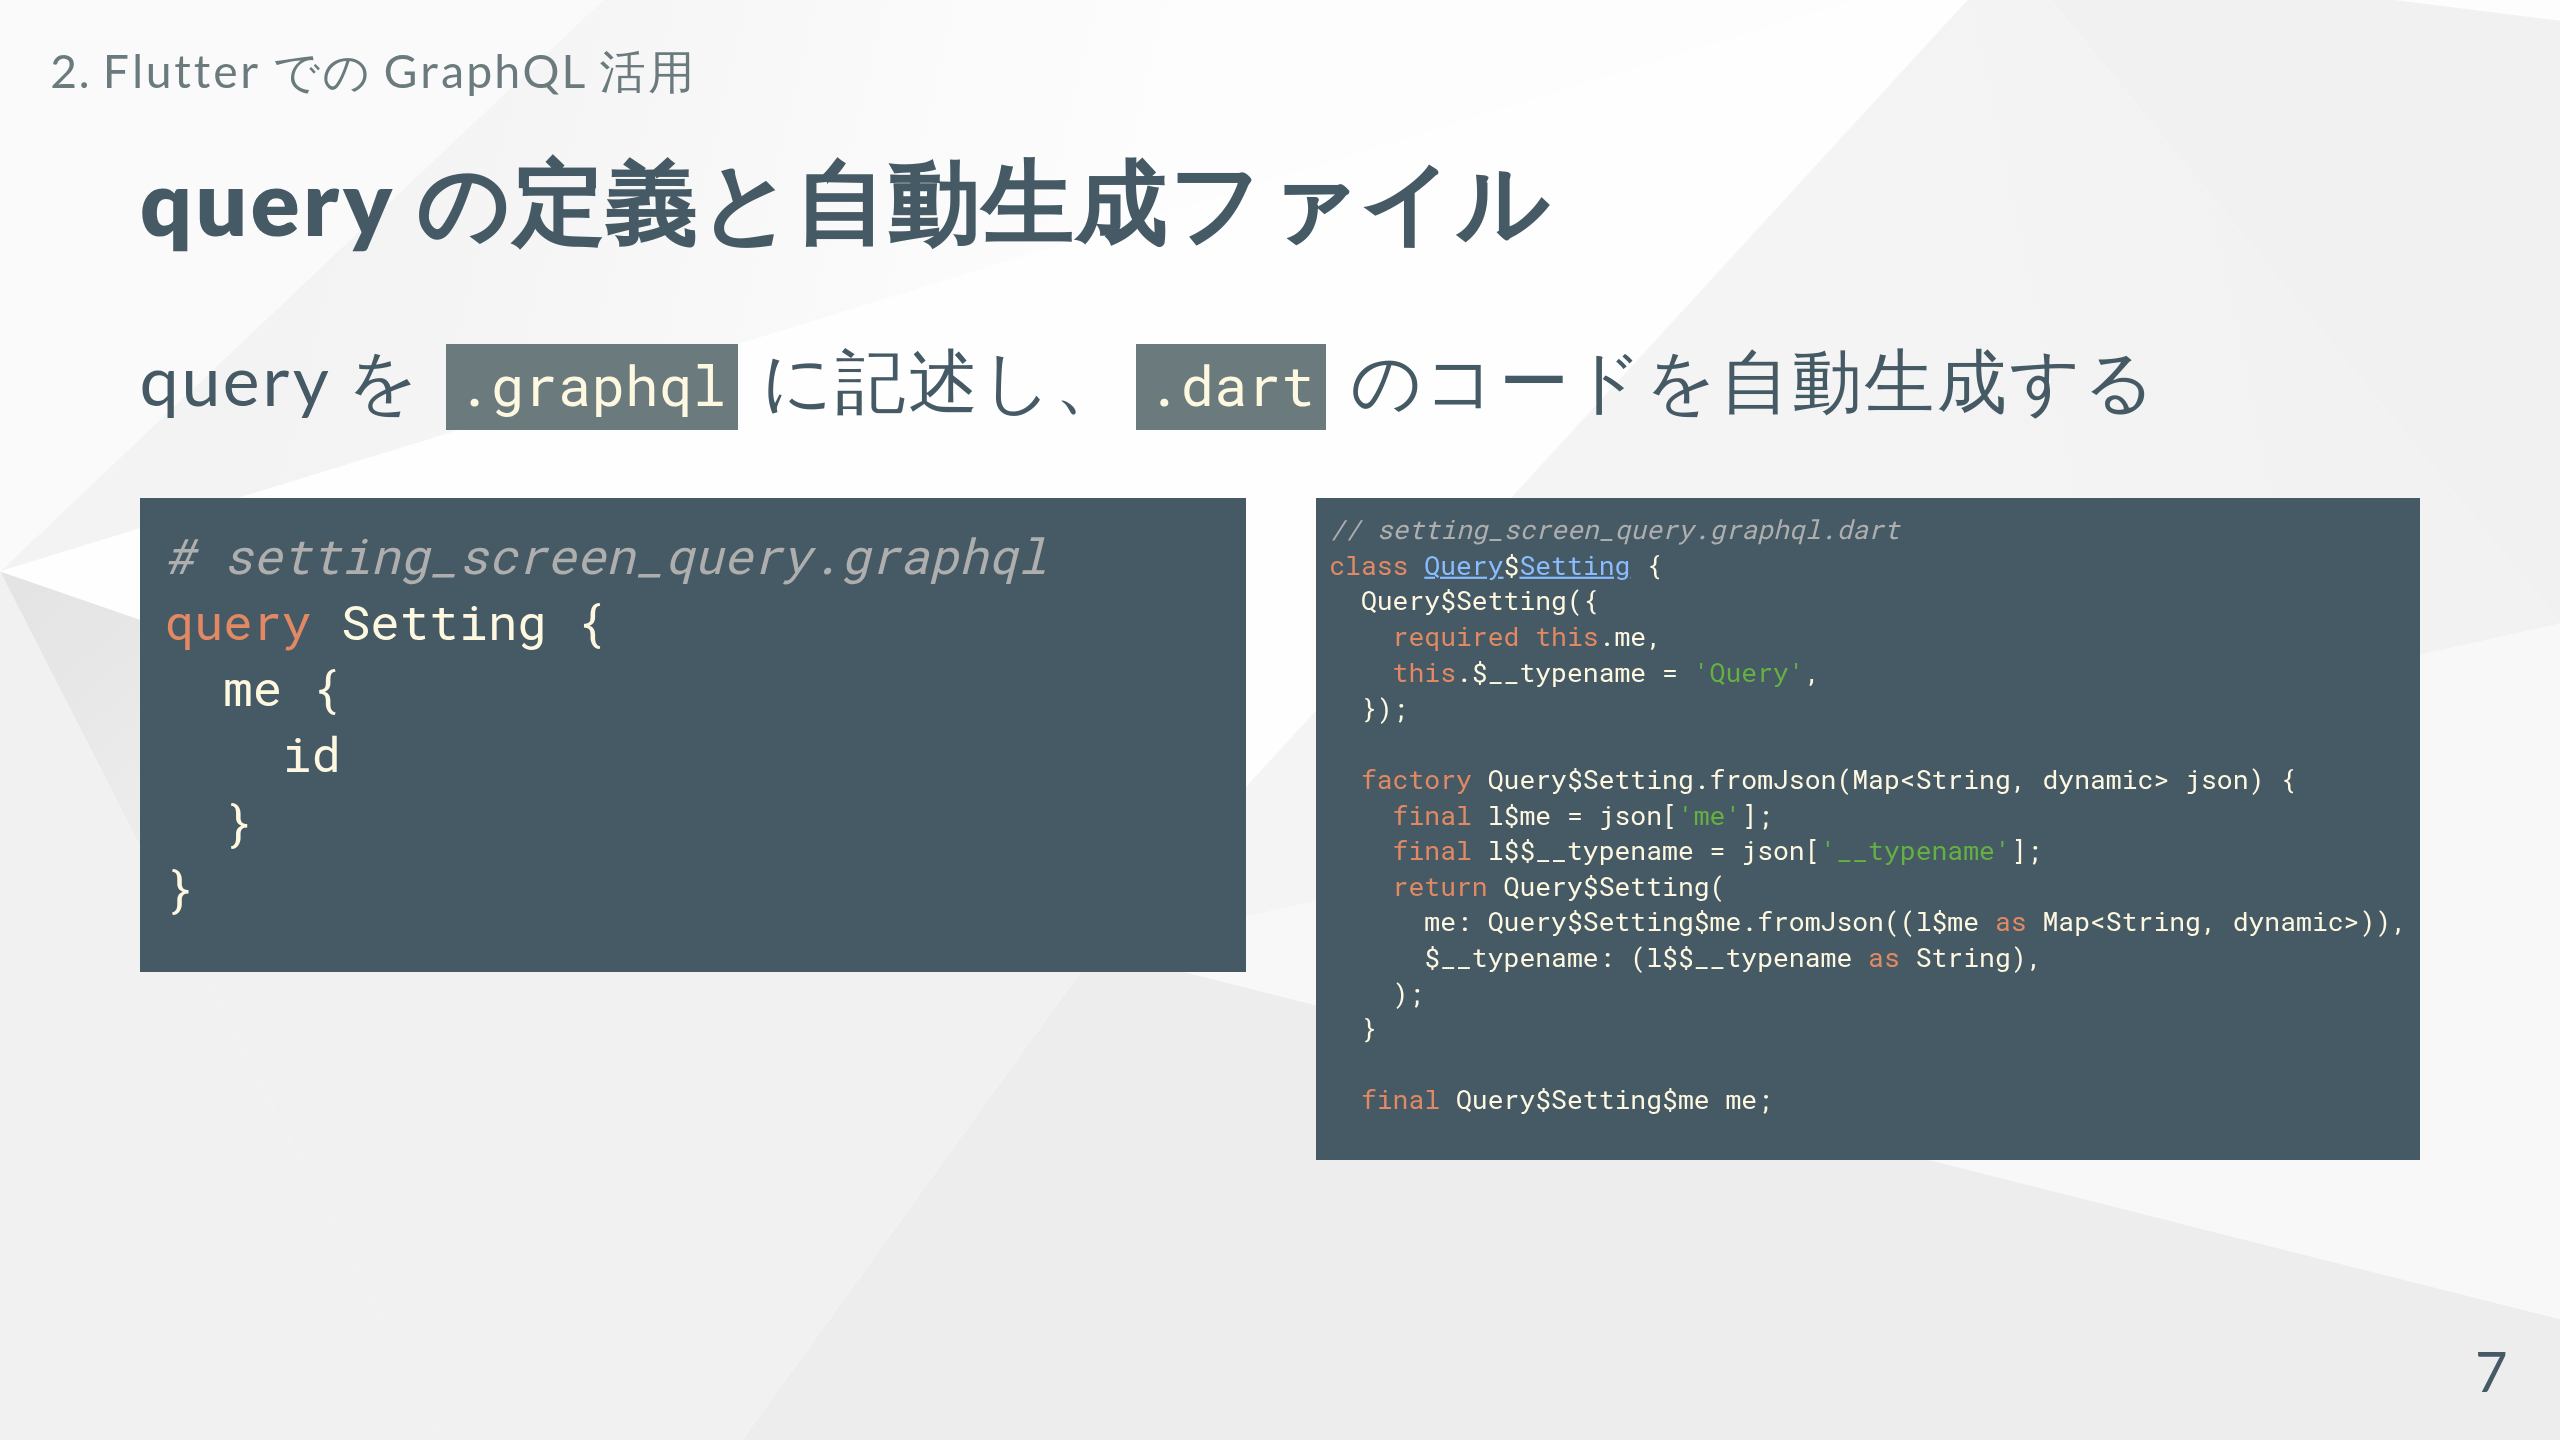 2. Flutter での GraphQL 活用
query の定義と自動生成ファイル
query を .graphql に記述し、 .dart のコードを自動生成する
# setting_screen_query.graphql
query Setting {
  me {
    id
  }
}
// setting_screen_query.graphql.dart
class Query$Setting {
  Query$Setting({
    required this.me,
    this.$__typename = 'Query',
  });

  factory Query$Setting.fromJson(Map<String, dynamic> json) {
    final l$me = json['me'];
    final l$$__typename = json['__typename'];
    return Query$Setting(
      me: Query$Setting$me.fromJson((l$me as Map<String, dynamic>)),
      $__typename: (l$$__typename as String),
    );
  }

  final Query$Setting$me me;
7